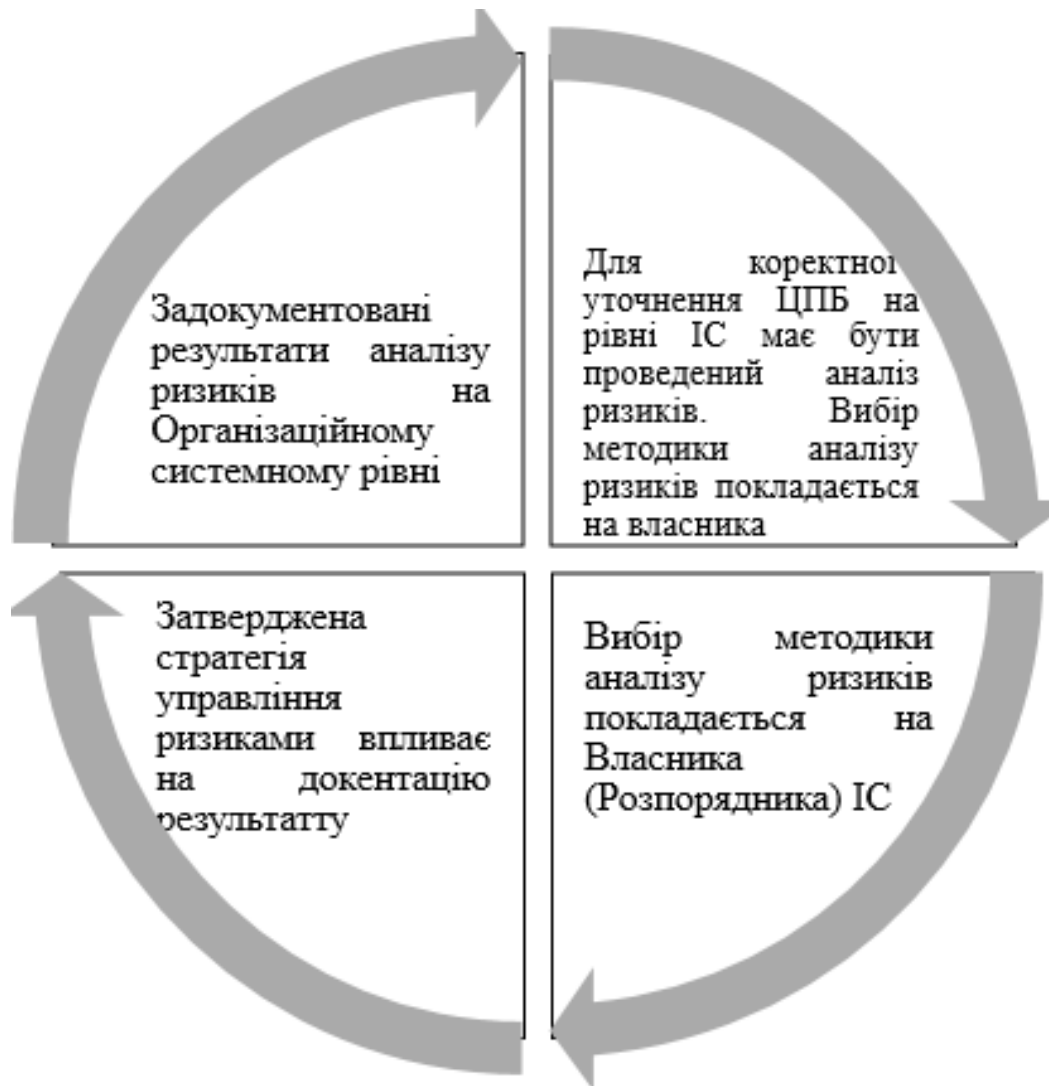 Задокументовані
результати аналізу
ризиків на
Організаційному
системному рівні
Для коректног
уточнення ЦПБ на
рівні ІС має бути
проведений аналіз
ризиків. Вибір
методики аналізу
ризиків покладається
на власника
Затверджена
стратегія
управління
ризиками впливає
на докентацію
результатту
Вибір методики
аналізу ризиків
покладається на
Власника
(Розпорядника) ІС